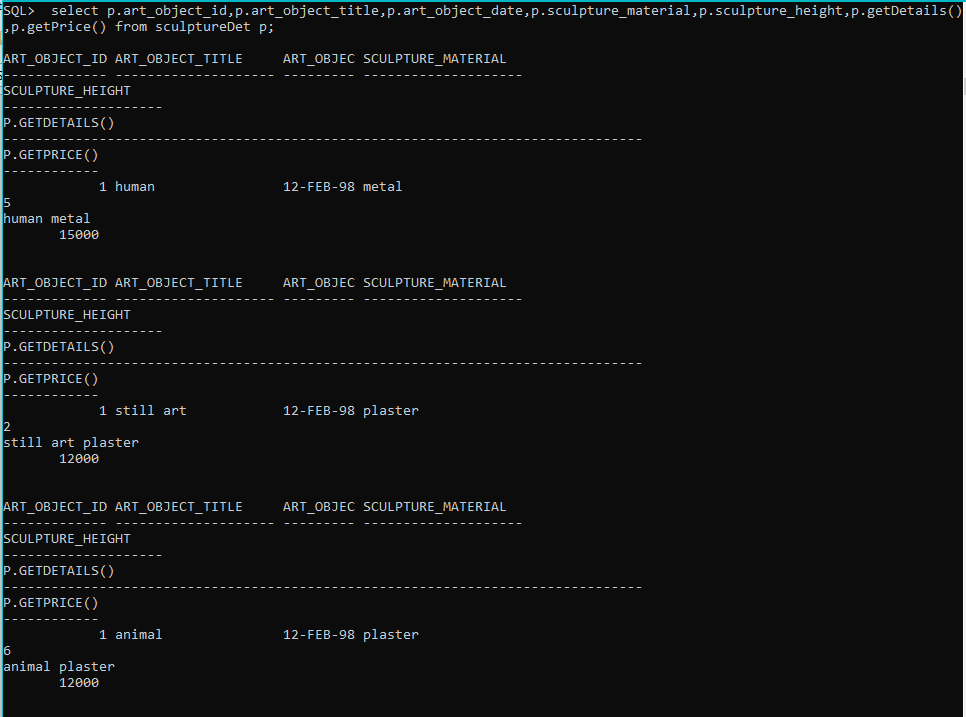 SQL>  select p.art_object_id,p.art_object_title,p.art_object_date,p.sculpture_material,p.sculpture_height,p.getDetails()
,p.getPrice() from sculptureDet p;

ART_OBJECT_ID ART_OBJECT_TITLE     ART_OBJEC SCULPTURE_MATERIAL
------------- -------------------- --------- --------------------
SCULPTURE_HEIGHT
--------------------
P.GETDETAILS()
--------------------------------------------------------------------------------
P.GETPRICE()
------------
            1 human                12-FEB-98 metal
5
human metal
       15000

ART_OBJECT_ID ART_OBJECT_TITLE     ART_OBJEC SCULPTURE_MATERIAL
------------- -------------------- --------- --------------------
SCULPTURE_HEIGHT
--------------------
P.GETDETAILS()
--------------------------------------------------------------------------------
P.GETPRICE()
------------
            1 still art            12-FEB-98 plaster
2
still art plaster
       12000

ART_OBJECT_ID ART_OBJECT_TITLE     ART_OBJEC SCULPTURE_MATERIAL
------------- -------------------- --------- --------------------
SCULPTURE_HEIGHT
--------------------
P.GETDETAILS()
--------------------------------------------------------------------------------
P.GETPRICE()
------------
            1 animal               12-FEB-98 plaster
6
animal plaster
       12000